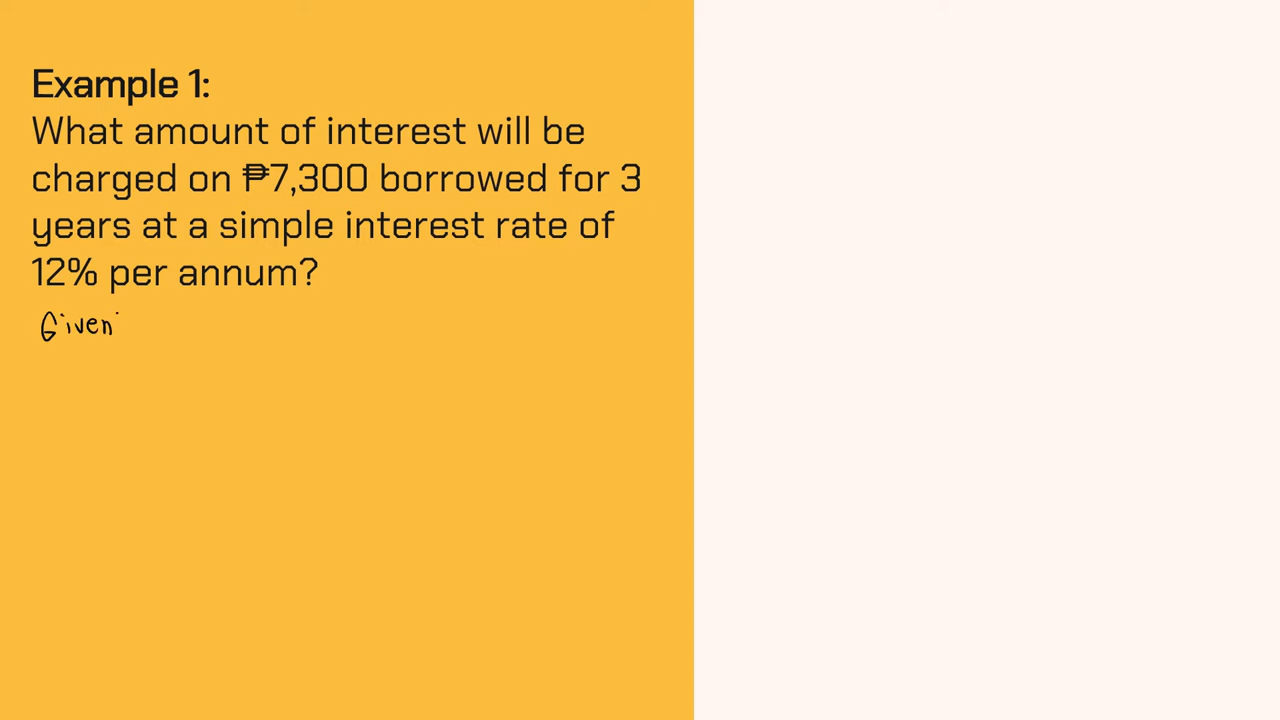 Example 1:
What amount of interest will be
charged on ₱7,300 borrowed for 3
years at a simple interest rate of
12% per annum?
Given